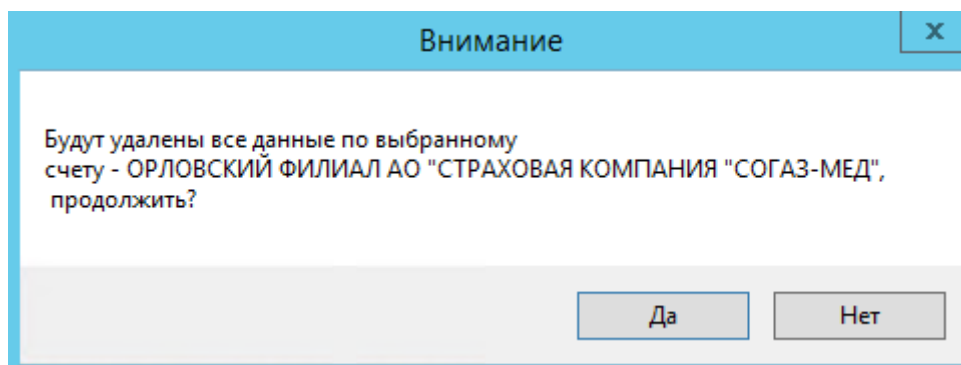 Внимание
x
Будут удалены все данные по выбранному
счету - ОРЛОВСКИЙ ФИЛИАЛ АО "СТРАХОВАЯ КОМПАНИЯ "СОГАЗ-МЕД",
продолжить?
Да Нет